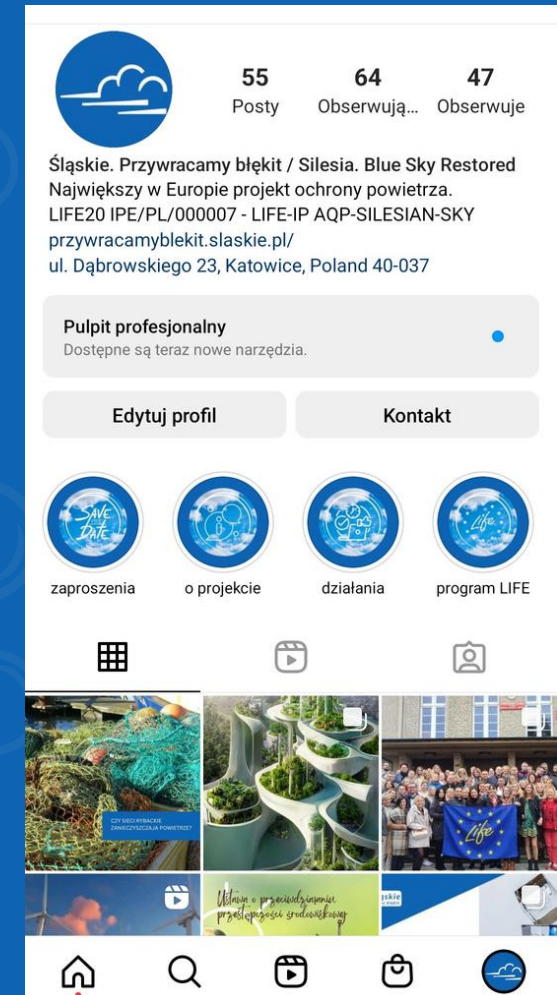 55 64 47
Posty Obserwują... Obserwuje
Śląskie. Przywracamy błękit / Silesia. Blue Sky Restored
Największy w Europie projekt ochrony powietrza.
LIFE20 IPE/PL/000007 - LIFE-IP AQP-SILESIAN-SKY
przywracamyblekit.slaskie.pl/
ul. Dąbrowskiego 23, Katowice, Poland 40-037
Pulpit profesjonalny
Dostępne są teraz nowe narzędzia.
Edytuj profil Kontakt
SAVE
the
DATE
Life
zaproszenia o projekcie działania program LIFE
CZY SIECI RYBACKIE
ZANIECZYSZCZAJĄ POWIETRZE?
Life
Ustawa o przeciwdziałaniu
przestępczości środowiskowej